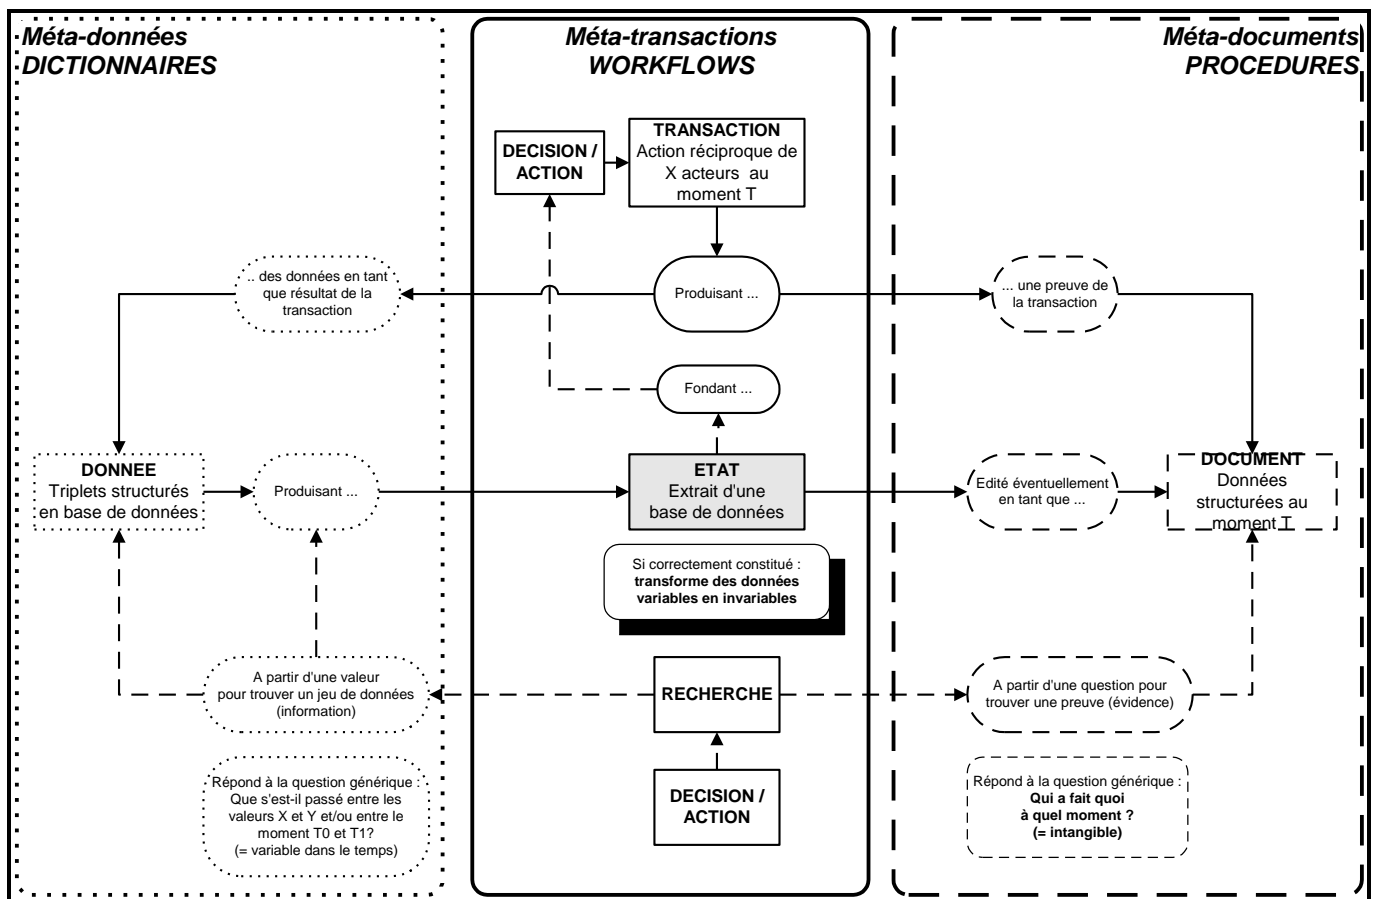 Méta-données
DICTIONNAIRES
Méta-transactions
WORKFLOWS
Méta-documents
PROCEDURES
DECISION /
ACTION
TRANSACTION
Action réciproque de
X acteurs au
moment T
.. des données en tant
que résultat de la
transaction
Produisant ...
... une preuve de
la transaction
Fondant ...
DONNEE
Triplets structurés
en base de données
Produisant ...
ETAT
Extrait d'une
base de données
Edité éventuellement
en tant que ...
DOCUMENT
Données
structurées au
moment T
Si correctement constitué :
transforme des données
variables en invariables
A partir d'une valeur
pour trouver un jeu de données
(information)
RECHERCHE
A partir d'une question pour
trouver une preuve (évidence)
Répond à la question générique :
Que s'est-il passé entre les
valeurs X et Y et/ou entre le
moment T0 et T1?
(= variable dans le temps)
DECISION /
ACTION
Répond à la question générique :
Qui a fait quoi
à quel moment ?
(= intangible)